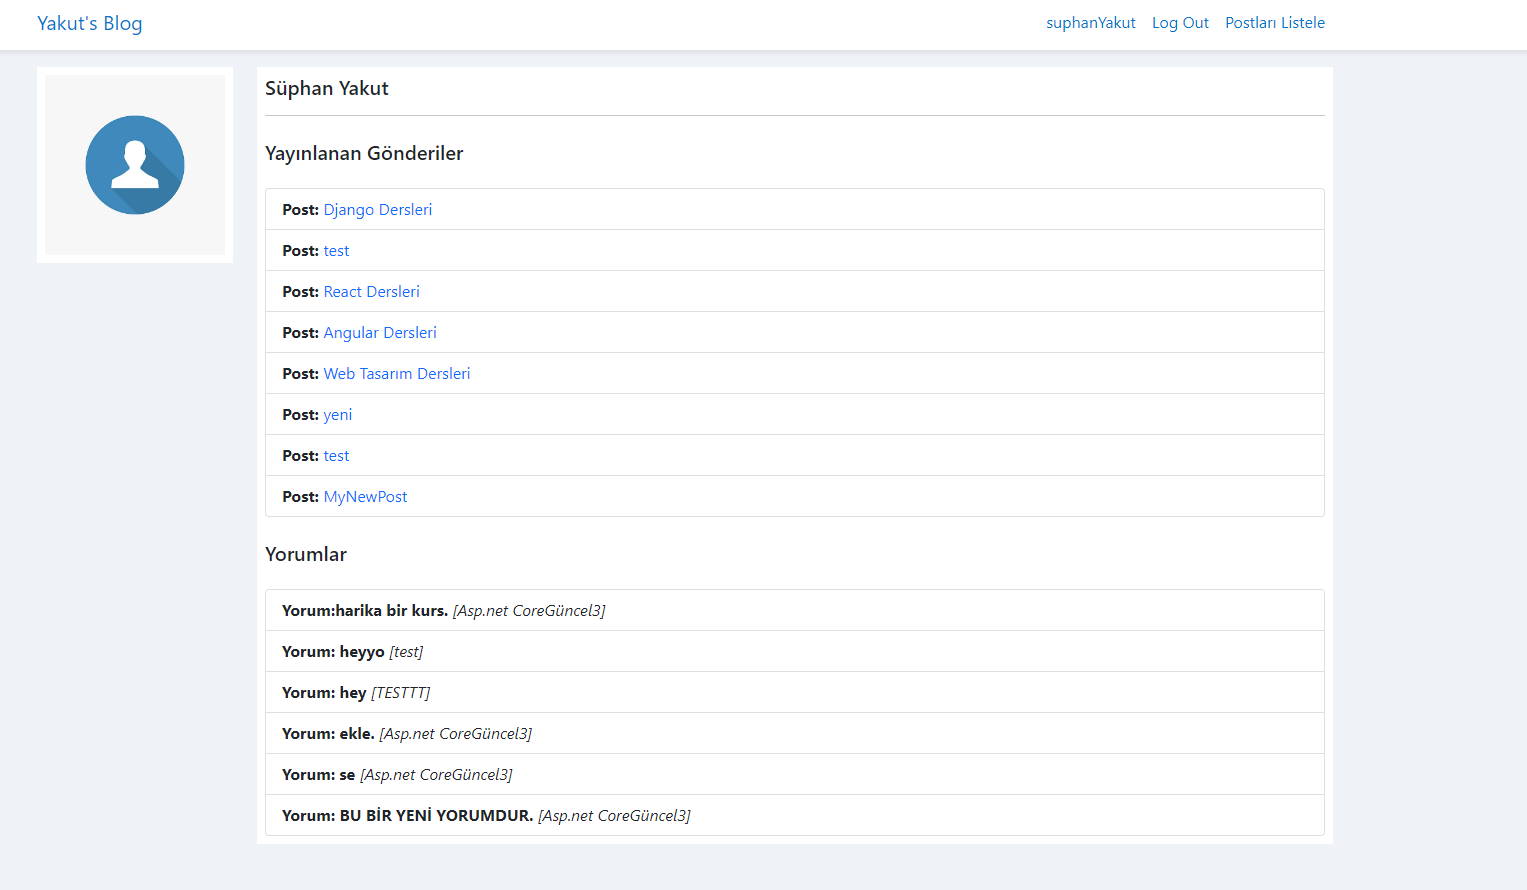 Yakut's Blog suphanYakut Log Out Postları Listele
Süphan Yakut
Yayınlanan Gönderiler
Post: Django Dersleri
Post: test
Post: React Dersleri
Post: Angular Dersleri
Post: Web Tasarım Dersleri
Post: yeni
Post: test
Post: MyNewPost
Yorumlar
Yorum:harika bir kurs. [Asp.net CoreGüncel3]
Yorum: heyyo [test]
Yorum: hey [TESTTT]
Yorum: ekle. [Asp.net CoreGüncel3]
Yorum: se [Asp.net CoreGüncel3]
Yorum: BU BİR YENİ YORUMDUR. [Asp.net CoreGüncel3]